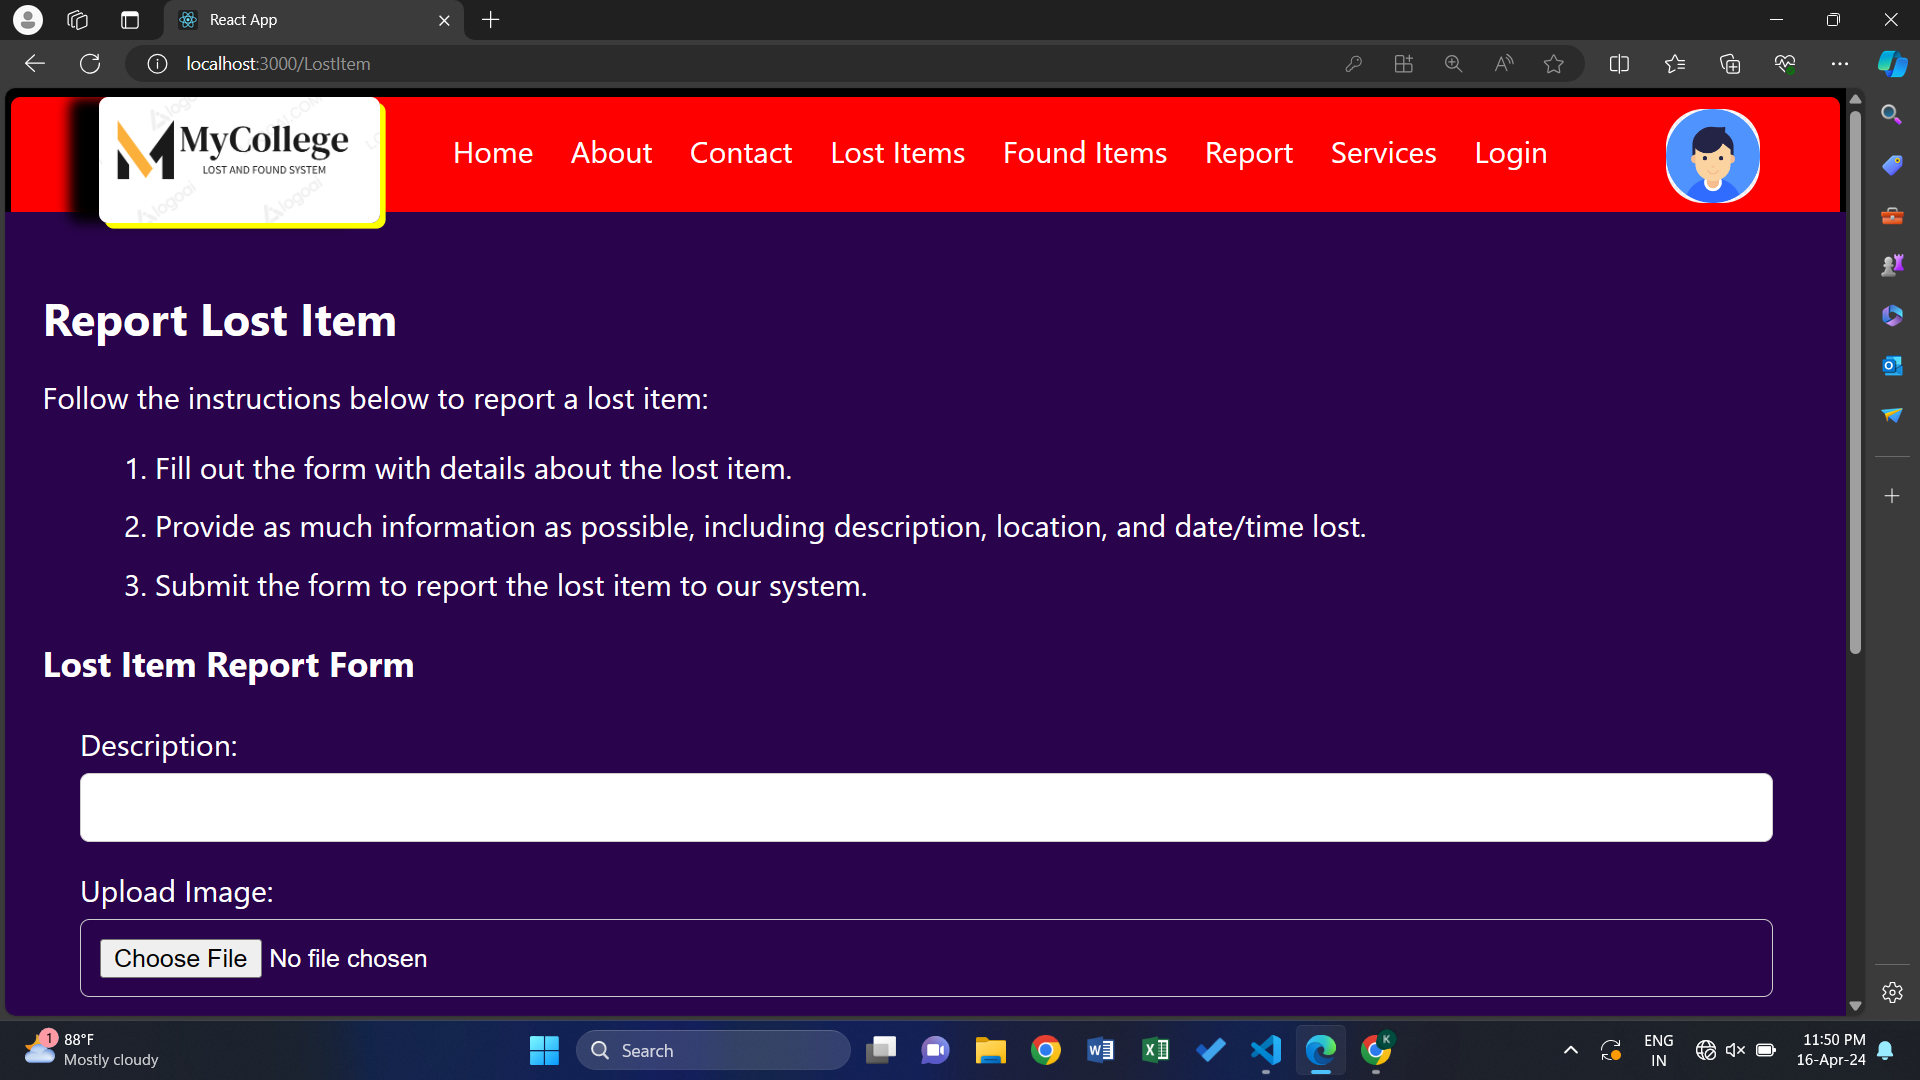 React App
localhost:3000/LostItem
MyCollege
LOST AND FOUND SYSTEM
Home About Contact Lost Items Found Items Report Services Login
Report Lost Item
Follow the instructions below to report a lost item:
1. Fill out the form with details about the lost item.
2. Provide as much information as possible, including description, location, and date/time lost.
3. Submit the form to report the lost item to our system.
Lost Item Report Form
Description:
Upload Image:
Choose File No file chosen
1
88°F
Mostly cloudy
Search
K
ENG
IN
11:50 PM
16-Apr-24